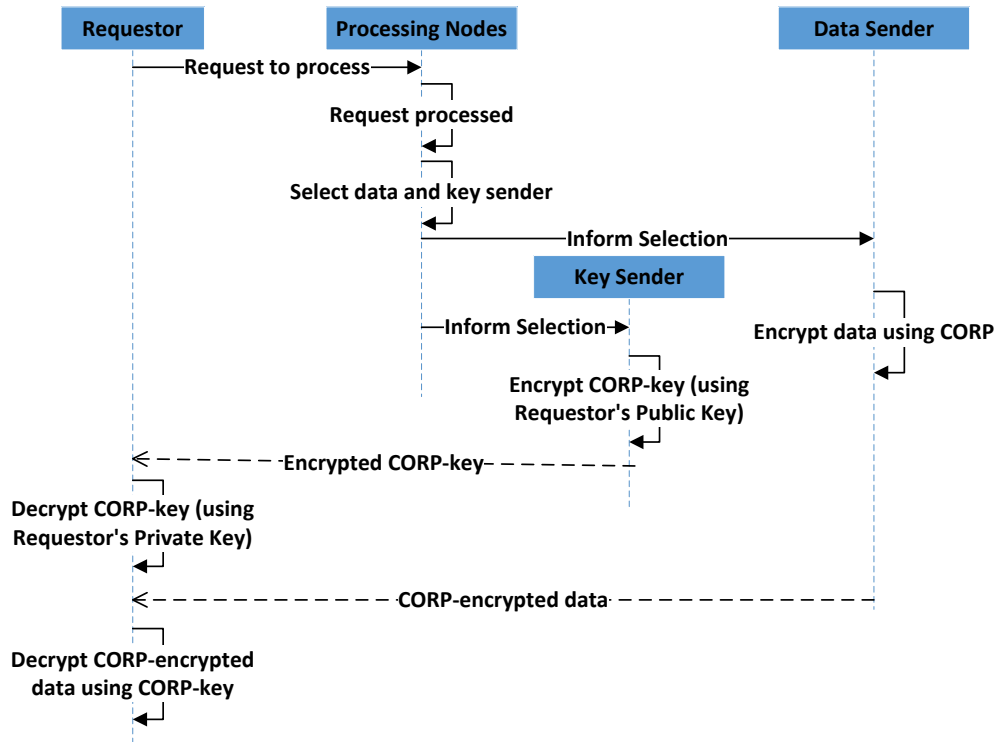 Requestor
Processing Nodes
Data Sender
Request to process
Request processed
Select data and key sender
Inform Selection
Key Sender
Inform Selection
Encrypt data using CORP
Encrypt CORP-key (using
Requestor's Public Key)
Encrypted CORP-key
Decrypt CORP-key (using
Requestor's Private Key)
CORP-encrypted data
Decrypt CORP-encrypted
data using CORP-key